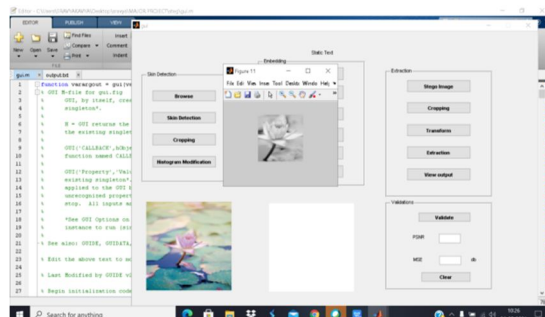 EDITOR PUBLISH VIEW
New Open Save
Find Files
Compare
Print
Insert
Comment
Indent
FILE
gui.m × output.txt ×
1 function varargout = gui(va
2 % GUI M-file for gui.fig
3 % GUI, by itself, crea
4 % singleton*.
5 %
6 % H = GUI returns the
7 % the existing singlet
8 %
9 % GUI('CALLBACK',hObje
10 % function named CALL
11 %
12 % GUI('Property','Valu
13 % existing singleton*.
14 % applied to the GUI b
15 % unrecognized propert
16 % stop. All inputs a
17 %
18 % *See GUI Options on
19 % instance to run (sin
20 %
21 % See also: GUIDE, GUIDATA,
22
23 % Edit the above text to mo
24
25 % Last Modified by GUIDE v
26
27 % Begin initialization code
gui
Static Text
Skin Detection
Browse
Skin Detection
Cropping
Histogram Modification
Embedding
Figure 11
File Edit View Insert Tools Desktop Window Help
Extraction
Stego Image
Cropping
Transform
Extraction
View output
Validations
Validate
PSNR
MSE
db
Clear
Search for anything
10:26